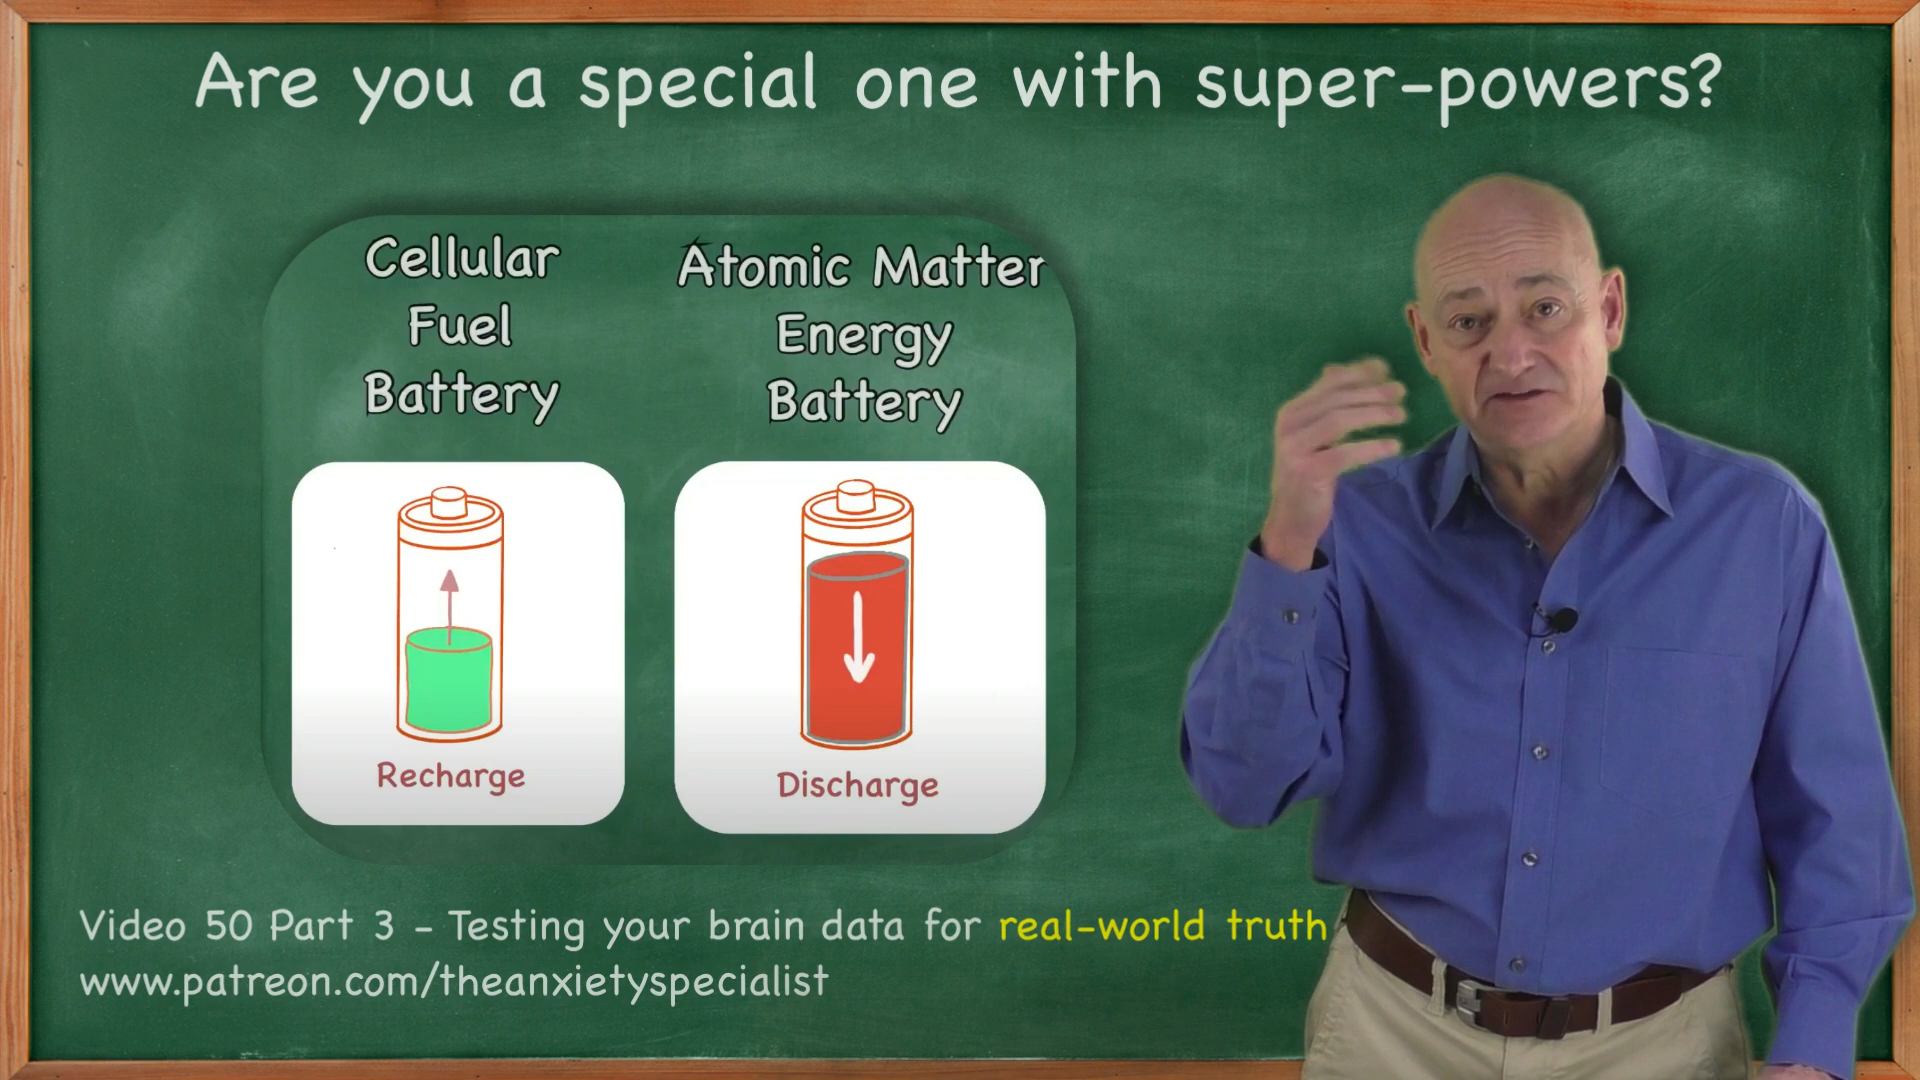 Are you a special one with super-powers?
Cellular
Fuel
Battery
Atomic Matter
Energy
Battery
Recharge
Discharge
Video 50 Part 3 - Testing your brain data for real-world truth
www.patreon.com/theanxietyspecialist